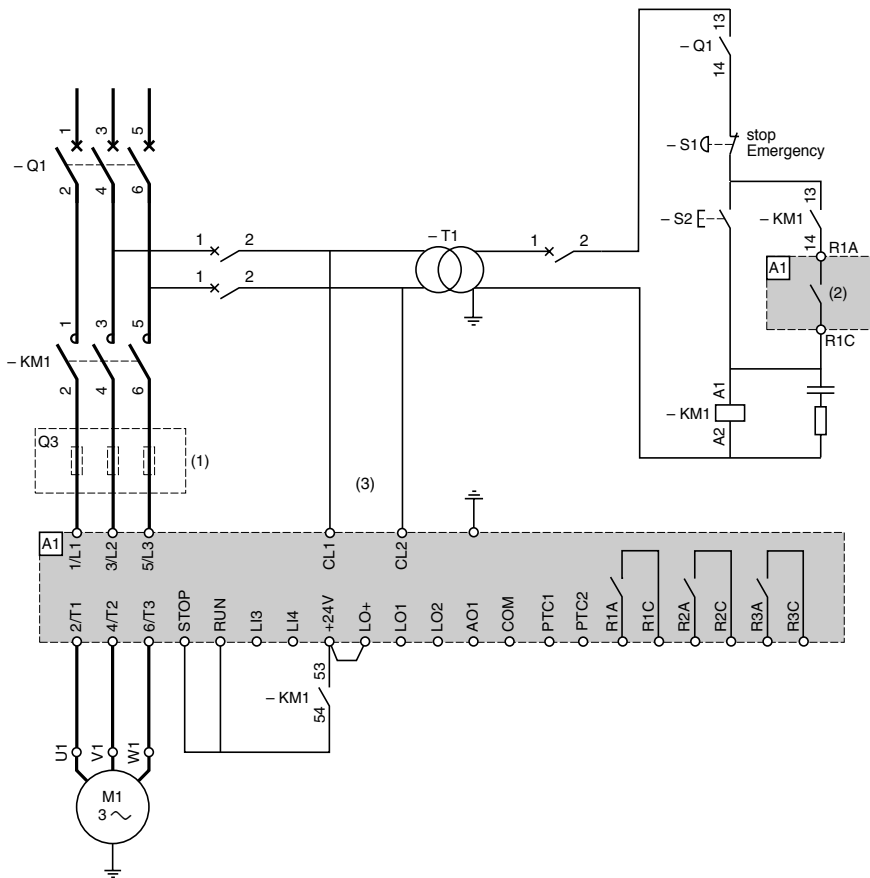 13
– Q1
14
stop
Emergency
– S1
1 3 5
– Q1
2 4 6
13
– S2
– KM1
14
R1A
A1
(2)
R1C
1 2
– T1
1 2
1 2
1 3 5
– KM1
2 4 6
A1
– KM1
A2
Q3
(1)
(3)
A1
1/L1 3/L2 5/L3 CL1 CL2
2/T1 4/T2 6/T3 STOP RUN LI3 LI4 +24V LO+ LO1 LO2 AO1 COM PTC1 PTC2 R1A R1C R2A R2C R3A R3C
53
– KM1
54
U1 V1 W1
M1
3